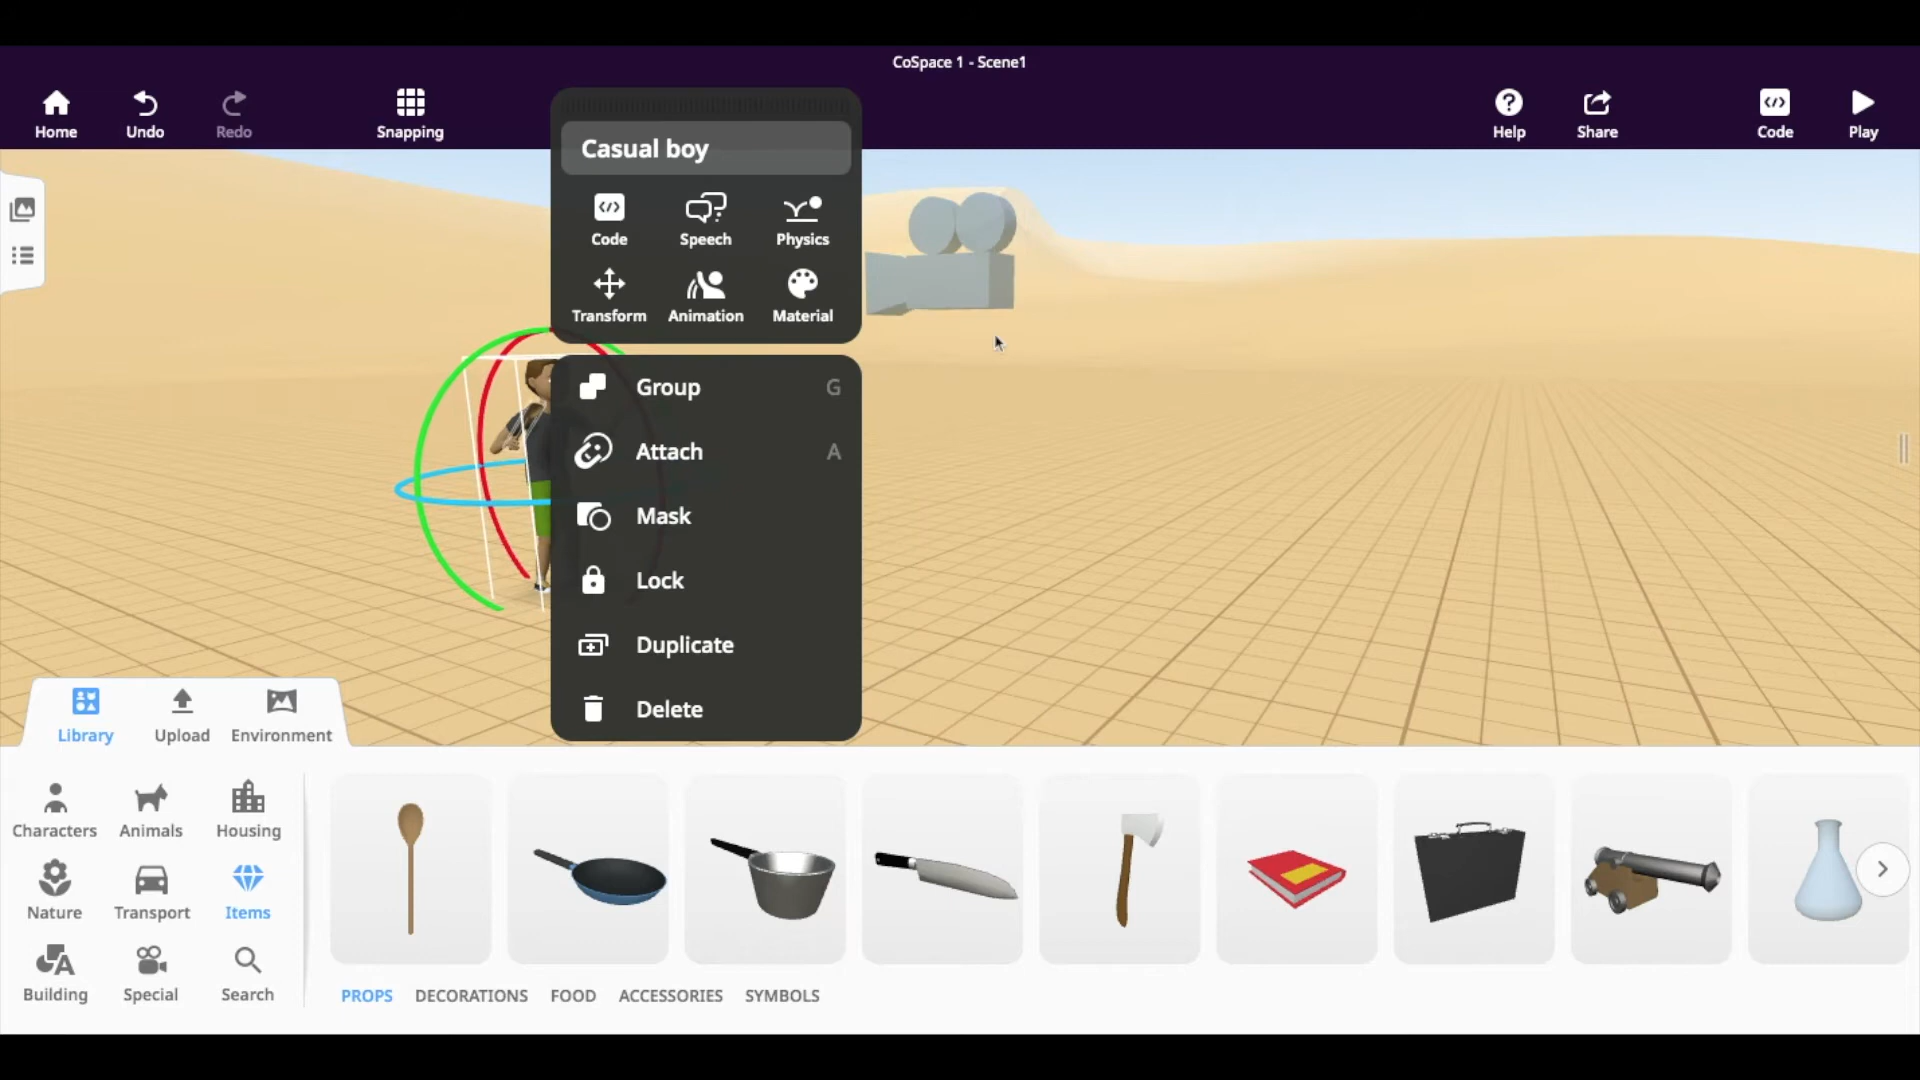 CoSpace 1 - Scene1
Home
Undo
Redo
Snapping
Help
Share
Code
Play
Casual boy
Code
Speech
Physics
Transform
Animation
Material
Group G
Attach A
Mask
Lock
Duplicate
Delete
Library
Upload
Environment
Characters
Animals
Housing
Nature
Transport
Items
Building
Special
Search
PROPS DECORATIONS FOOD ACCESSORIES SYMBOLS